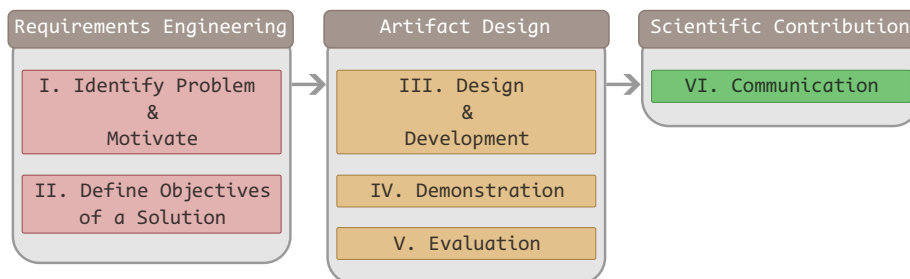 Requirements Engineering
I. Identify Problem
&
Motivate
II. Define Objectives
of a Solution
Artifact Design
III. Design
&
Development
IV. Demonstration
V. Evaluation
Scientific Contribution
VI. Communication